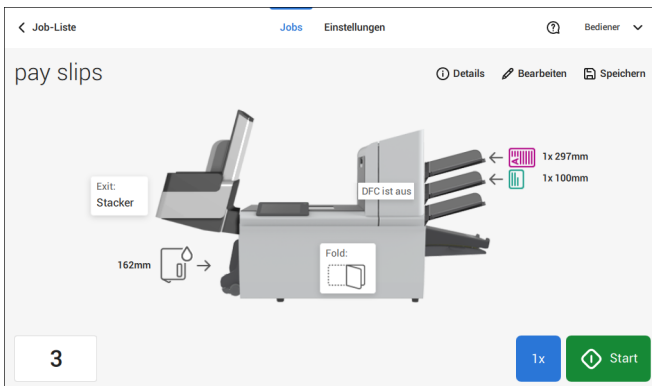 Job-Liste
Jobs
Einstellungen
Bediener
pay slips
Details
Bearbeiten
Speichern
1x 297mm
1x 100mm
DFC ist aus
Exit:
Stacker
Fold:
162mm
3
1x
Start